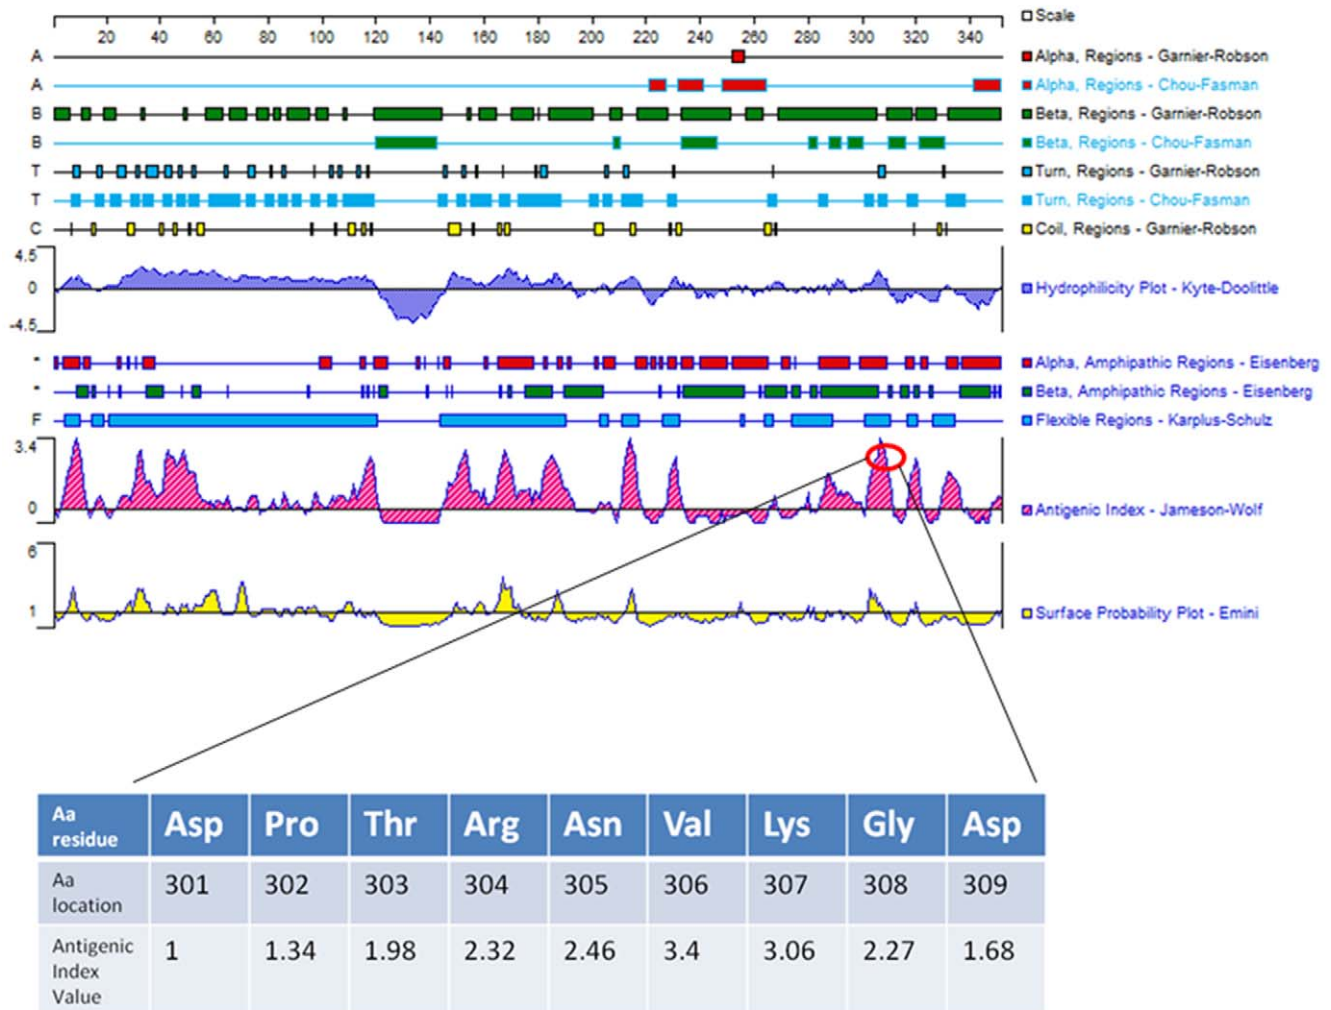 Scale
20 40 60 80 100 120 140 160 180 200 220 240 260 280 300 320 340
A Alpha, Regions - Garnier-Robson
A Alpha, Regions - Chou-Fasman
B Beta, Regions - Garnier-Robson
B Beta, Regions - Chou-Fasman
T Turn, Regions - Garnier-Robson
T Turn, Regions - Chou-Fasman
C Coil, Regions - Garnier-Robson
4.5
0 Hydrophilicity Plot - Kyte-Doolittle
-4.5
- Alpha, Amphipathic Regions - Eisenberg
- Beta, Amphipathic Regions - Eisenberg
F Flexible Regions - Karplus-Schulz
3.4
0 Antigenic Index - Jameson-Wolf
6
1 Surface Probability Plot - Emini
Aa
residue
Asp Pro Thr Arg Asn Val Lys Gly Asp
Aa
location
301 302 303 304 305 306 307 308 309
Antigenic
Index
Value
1 1.34 1.98 2.32 2.46 3.4 3.06 2.27 1.68